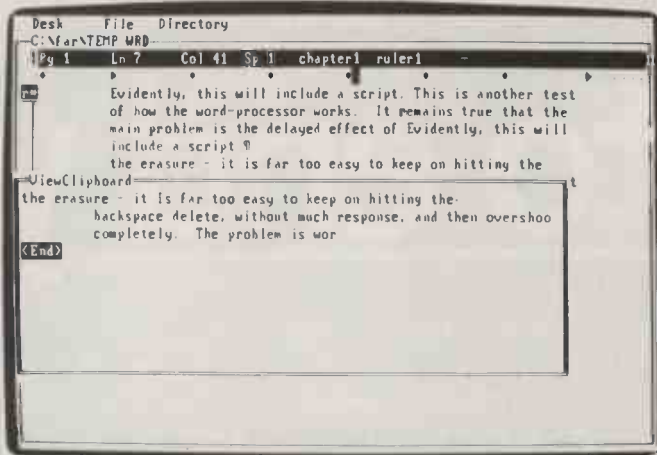 Desk File Directory
C:\far\TEMP WRD
Pg 1 Ln 7 Col 41 Sp 1 chapter1 ruler1 -
Evidently, this will include a script. This is another test
of how the word-processor works. It remains true that the
main problem is the delayed effect of Evidently, this will
include a script ¶
the erasure - it is far too easy to keep on hitting the
ViewClipboard
t
the erasure - it is far too easy to keep on hitting the
backspace delete, without much response, and then overshoo
completely. The problem is wor
<End>